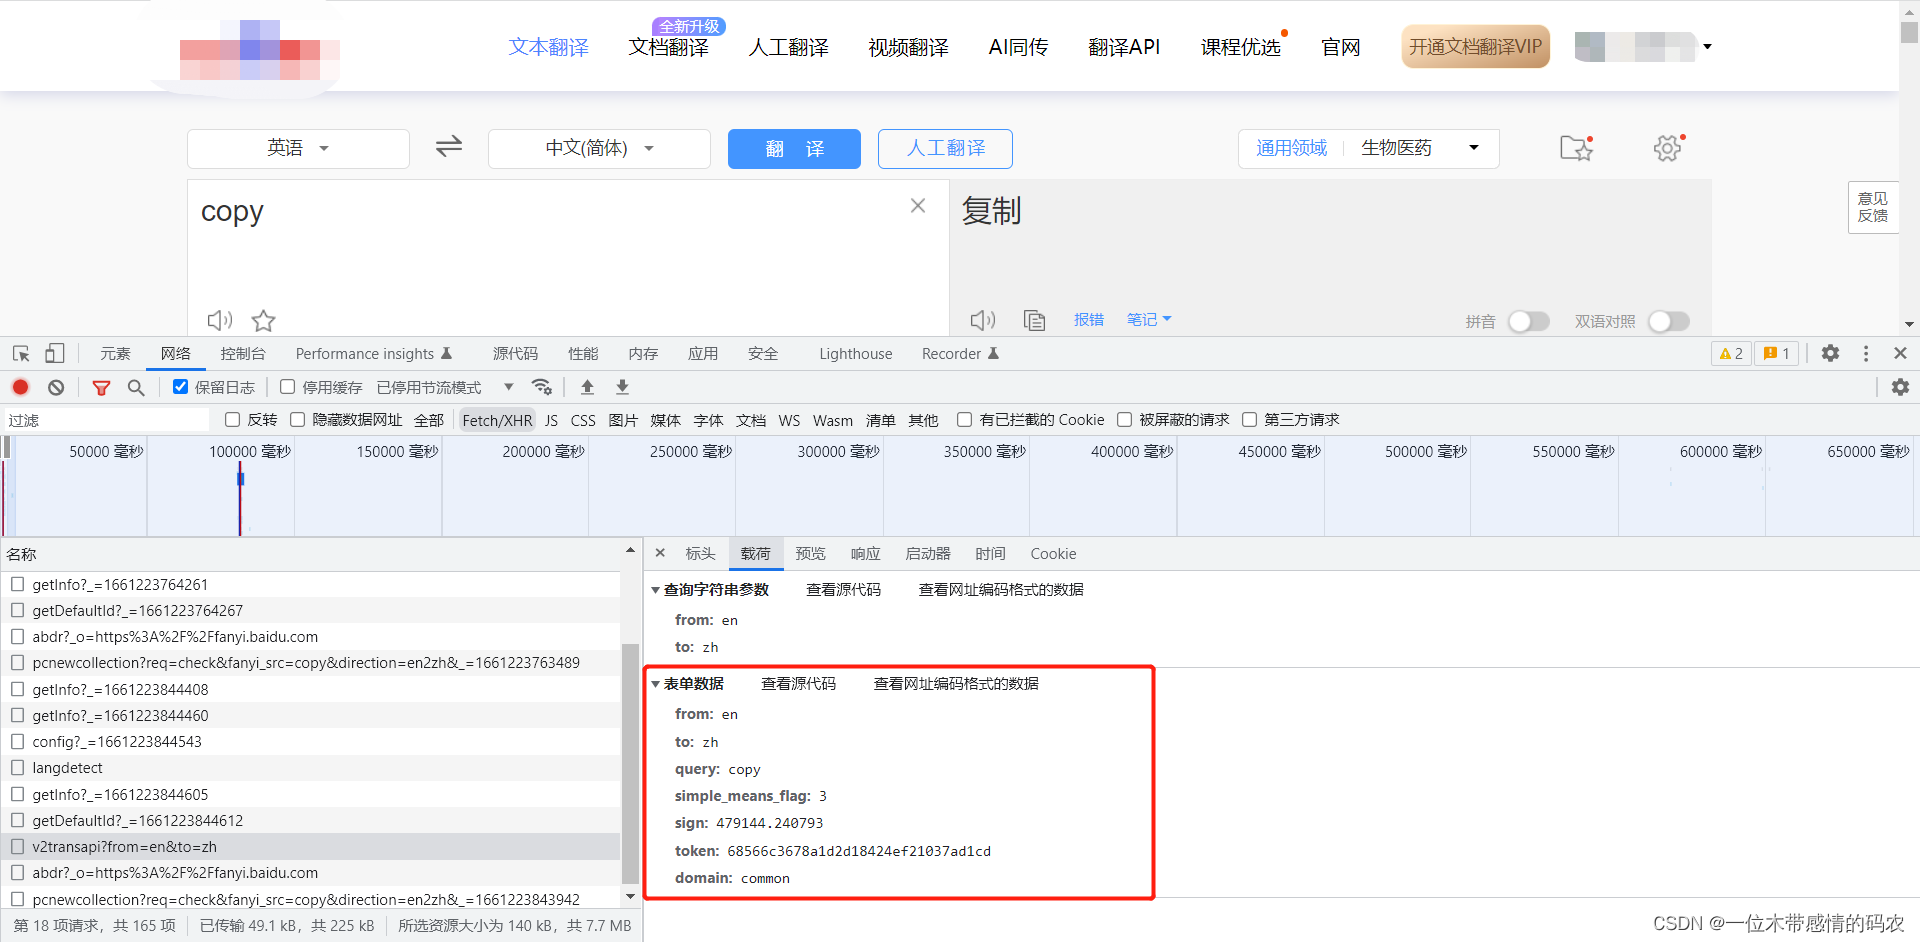 全新升级
文本翻译 文档翻译 人工翻译 视频翻译 AI同传 翻译API 课程优选 官网 开通文档翻译VIP
英语 中文(简体) 翻 译 人工翻译 通用领域 生物医药
copy 复制
意见
反馈
报错 笔记 拼音 双语对照
元素 网络 控制台 Performance insights 源代码 性能 内存 应用 安全 Lighthouse Recorder 2 1
保留日志 停用缓存 已停用节流模式
过滤 反转 隐藏数据网址 全部 Fetch/XHR JS CSS 图片 媒体 字体 文档 WS Wasm 清单 其他 有已拦截的 Cookie 被屏蔽的请求 第三方请求
50000 毫秒 100000 毫秒 150000 毫秒 200000 毫秒 250000 毫秒 300000 毫秒 350000 毫秒 400000 毫秒 450000 毫秒 500000 毫秒 550000 毫秒 600000 毫秒 650000 毫秒
名称
getInfo?_=1661223764261
getDefaultId?_=1661223764267
abdr?_o=https%3A%2F%2Ffanyi.baidu.com
pcnewcollection?req=check&fanyi_src=copy&direction=en2zh&_=1661223763489
getInfo?_=1661223844408
getInfo?_=1661223844460
config?_=1661223844543
langdetect
getInfo?_=1661223844605
getDefaultId?_=1661223844612
v2transapi?from=en&to=zh
abdr?_o=https%3A%2F%2Ffanyi.baidu.com
pcnewcollection?req=check&fanyi_src=copy&direction=en2zh&_=1661223843942
第 18 项请求，共 165 项 已传输 49.1 kB，共 225 kB 所选资源大小为 140 kB，共 7.7 MB
标头 载荷 预览 响应 启动器 时间 Cookie
查询字符串参数 查看源代码 查看网址编码格式的数据
from: en
to: zh
表单数据 查看源代码 查看网址编码格式的数据
from: en
to: zh
query: copy
simple_means_flag: 3
sign: 479144.240793
token: 68566c3678a1d2d18424ef21037ad1cd
domain: common
CSDN @一位木带感情的码农